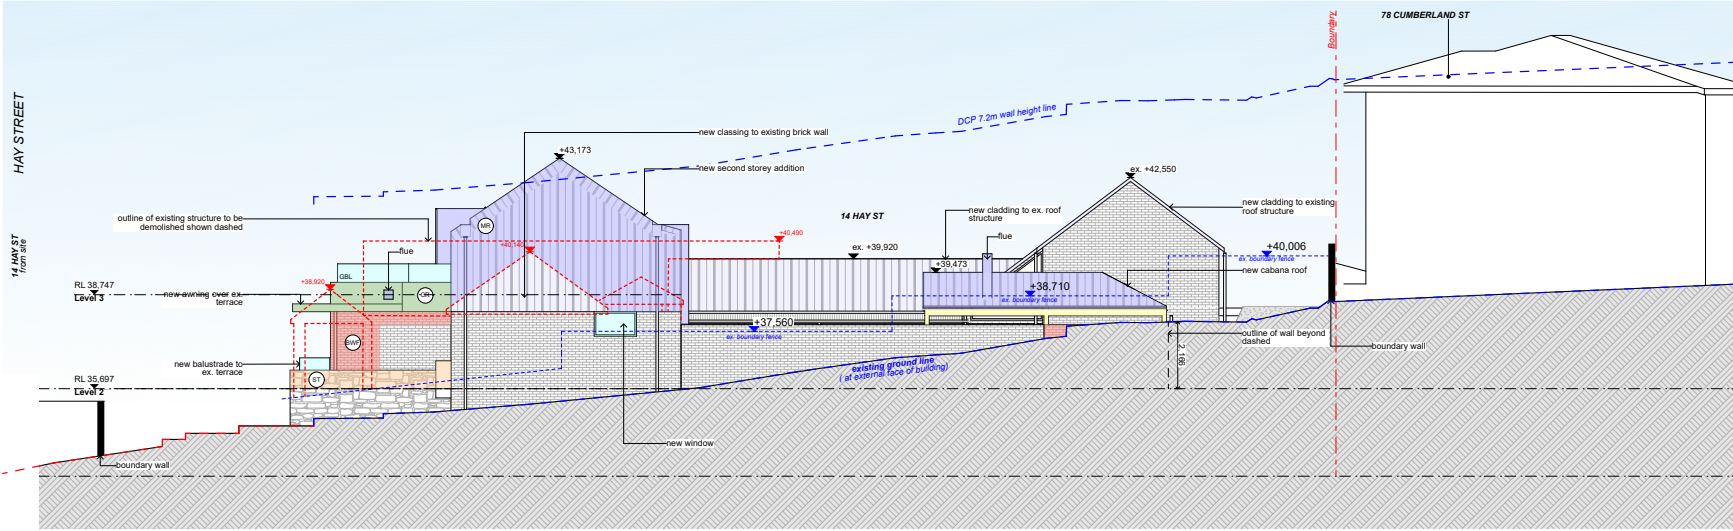 78 CUMBERLAND ST
Boundary
HAY STREET
DCP 7.2m wall height line
new classing to existing brick wall
+43,173
new second storey addition
ex. +42,550
outline of existing structure to be
demolished shown dashed
14 HAY ST
new cladding to ex. roof
structure
new cladding to existing
roof structure
MR
+40,490
flue
+40,140
ex. +39,920
flue
+40,006
ex. boundary fence
14 HAY ST
from site
GBL
+39,473
new cabana roof
RL 38,747
Level 3
+38,920
new awning over ex.
terrace
+38,710
ex. boundary fence
+37,560
ex. boundary fence
outline of wall beyond
dashed
boundary wall
BWF
2,166
new balustrade to
ex. terrace
existing ground line
( at external face of building)
RL 35,697
Level 2
ST
new window
boundary wall